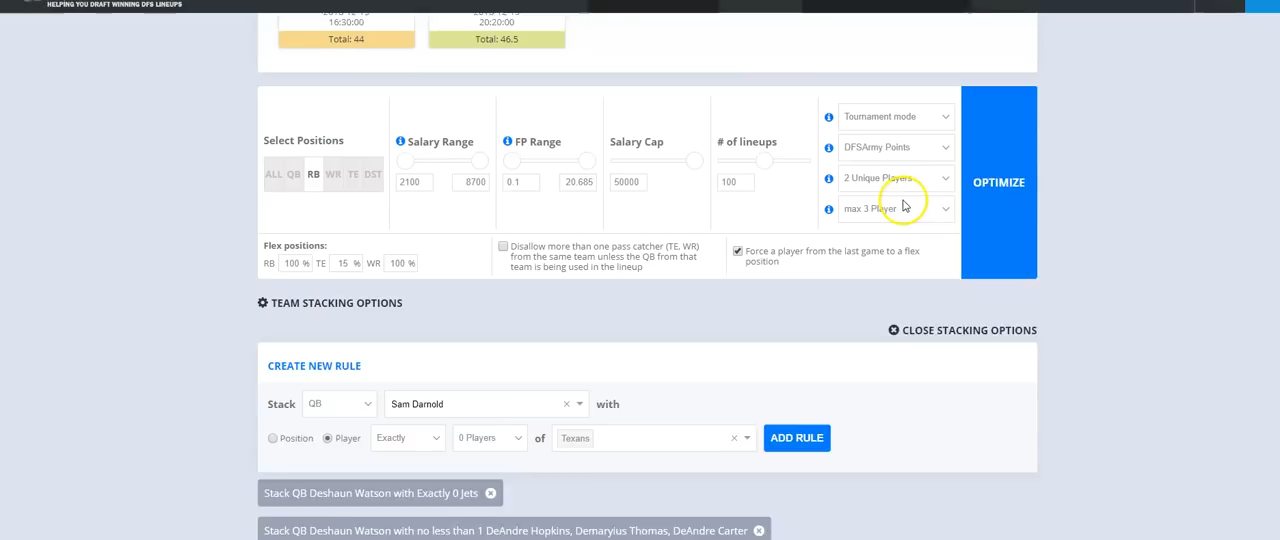 HELPING YOU DRAFT WINNING DFS LINEUPS
16:30:00
20:20:00
Total: 44
Total: 46.5
Select Positions
ALL QB RB WR TE DST
Salary Range
2100 8700
FP Range
0.1 20.685
Salary Cap
50000
# of lineups
100
Tournament mode
DFSArmy Points
2 Unique Players
max 3 Player
OPTIMIZE
Flex positions:
RB 100 % TE 15 % WR 100 %
Disallow more than one pass catcher (TE, WR)
from the same team unless the QB from that
team is being used in the lineup
Force a player from the last game to a flex
position
TEAM STACKING OPTIONS
CLOSE STACKING OPTIONS
CREATE NEW RULE
Stack QB Sam Darnold with
Position Player Exactly 0 Players of Texans ADD RULE
Stack QB Deshaun Watson with Exactly 0 Jets
Stack QB Deshaun Watson with no less than 1 DeAndre Hopkins, Demaryius Thomas, DeAndre Carter